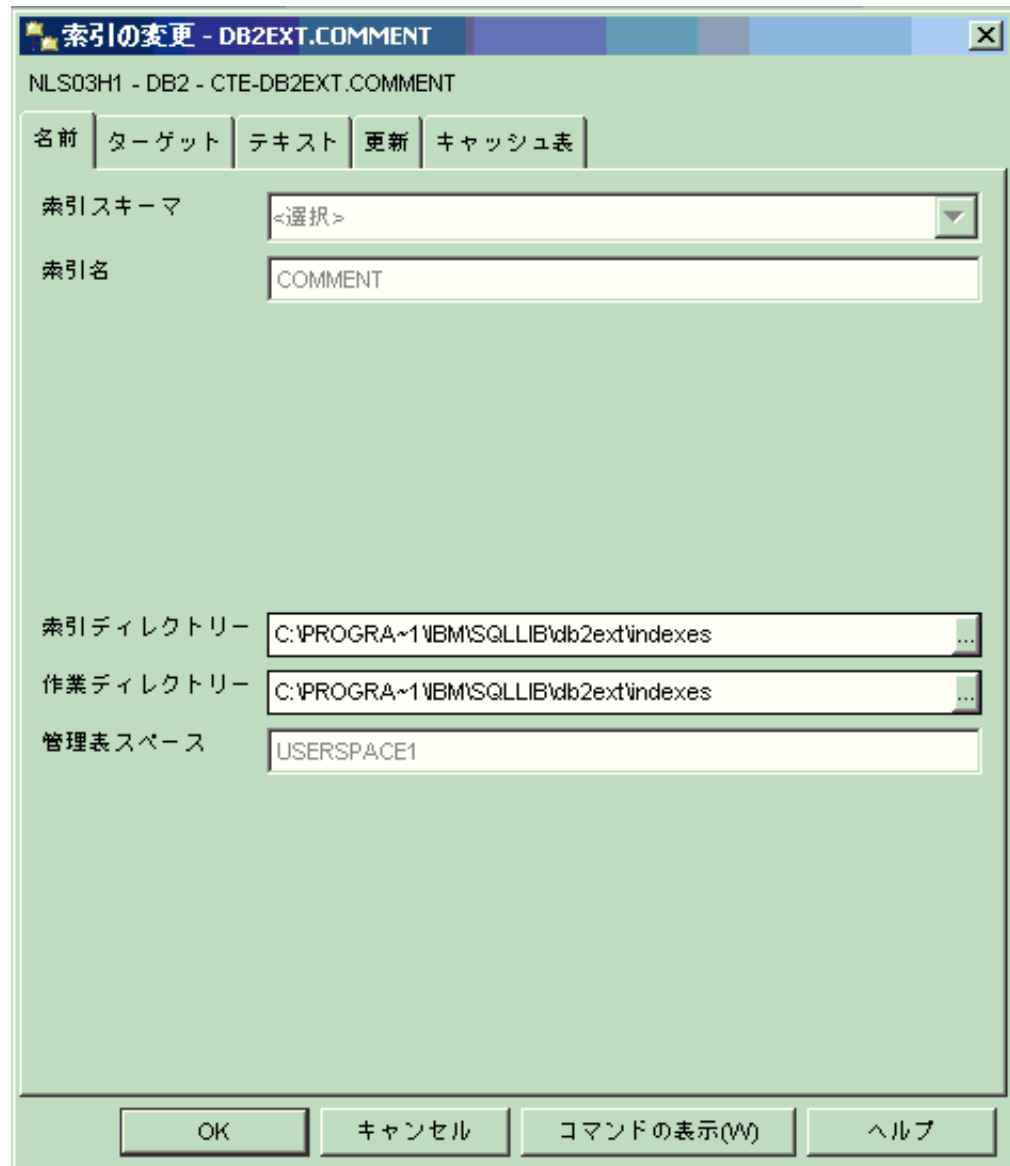 索引の変更 - DB2EXT.COMMENT
NLS03H1 - DB2 - CTE-DB2EXT.COMMENT
名前 ターゲット テキスト 更新 キャッシュ表
索引スキーマ <選択>
索引名 COMMENT
索引ディレクトリー C:\PROGRA~1\IBM\SQLLIB\db2ext\indexes ...
作業ディレクトリー C:\PROGRA~1\IBM\SQLLIB\db2ext\indexes ...
管理表スペース USERSPACE1
OK キャンセル コマンドの表示(W) ヘルプ